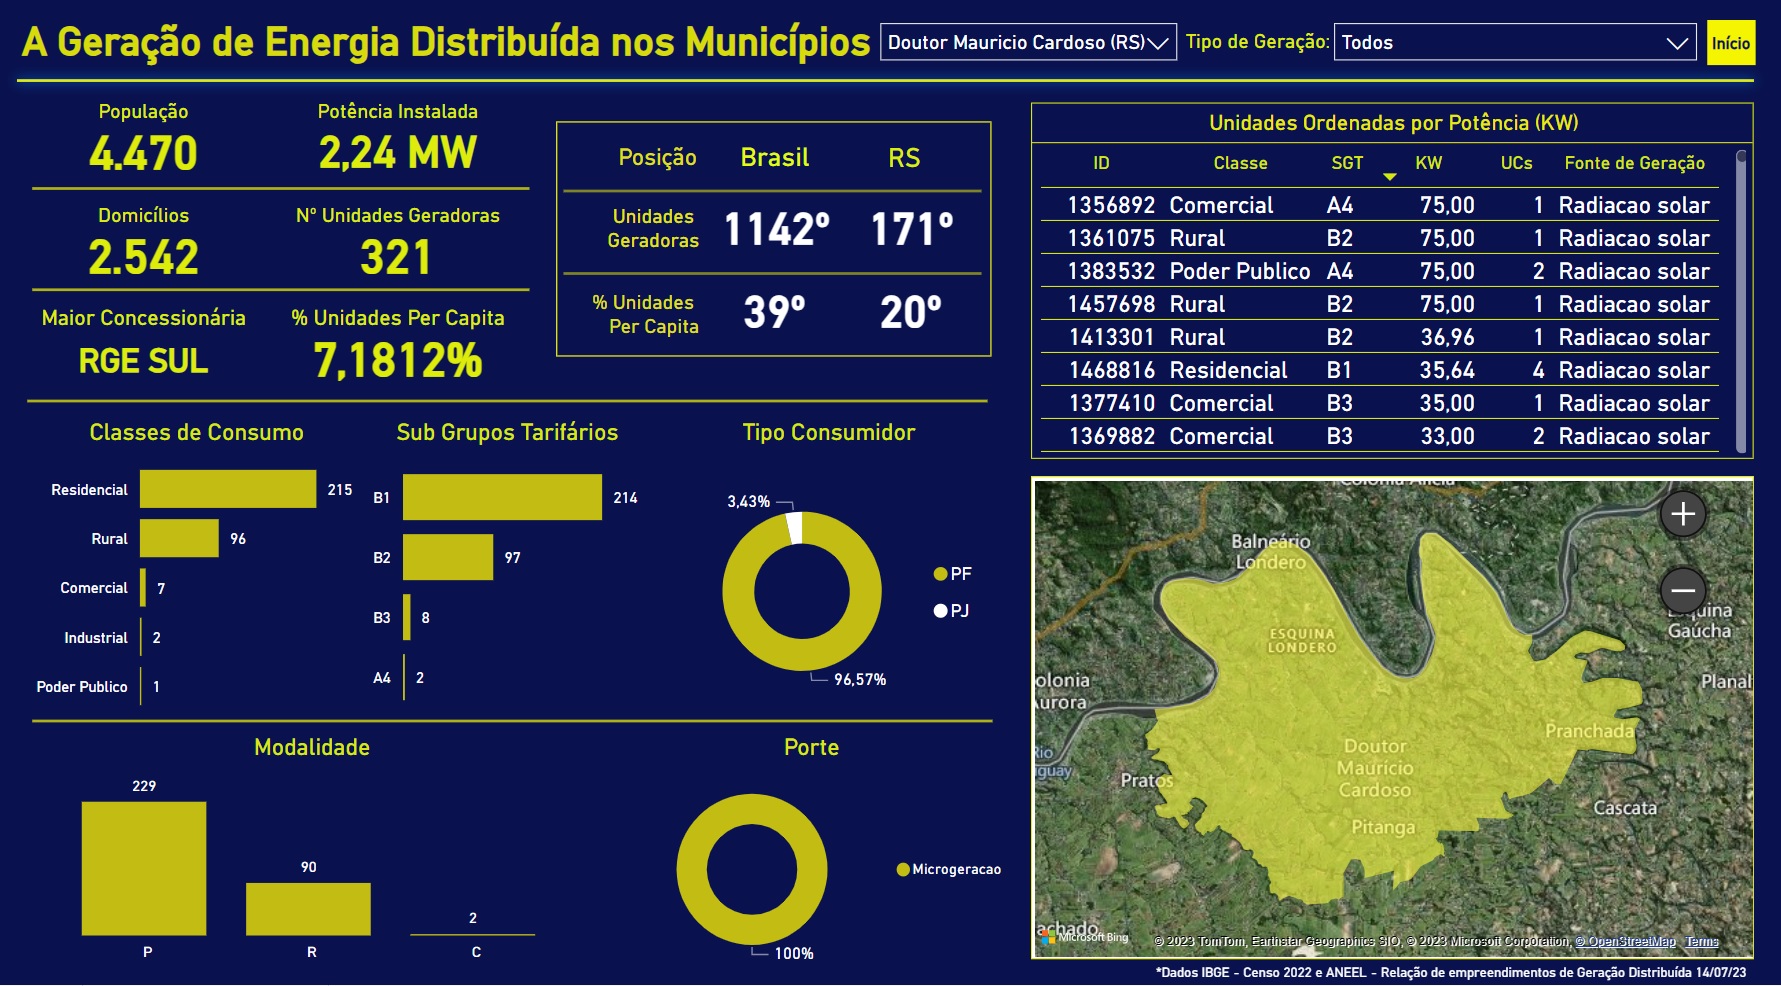 A Geração de Energia Distribuída nos Municípios
Doutor Mauricio Cardoso (RS)
Tipo de Geração:
Todos
Início
População
4.470
Potência Instalada
2,24 MW
Domicílios
2.542
Nº Unidades Geradoras
321
Maior Concessionária
RGE SUL
% Unidades Per Capita
7,1812%
Posição Brasil RS
Unidades
Geradoras
1142º 171º
% Unidades
Per Capita
39º 20º
Unidades Ordenadas por Potência (KW)
ID Classe SGT KW UCs Fonte de Geração
1356892 Comercial A4 75,00 1 Radiacao solar
1361075 Rural B2 75,00 1 Radiacao solar
1383532 Poder Publico A4 75,00 2 Radiacao solar
1457698 Rural B2 75,00 1 Radiacao solar
1413301 Rural B2 36,96 1 Radiacao solar
1468816 Residencial B1 35,64 4 Radiacao solar
1377410 Comercial B3 35,00 1 Radiacao solar
1369882 Comercial B3 33,00 2 Radiacao solar
Classes de Consumo
Residencial 215
Rural 96
Comercial 7
Industrial 2
Poder Publico 1
Sub Grupos Tarifários
B1 214
B2 97
B3 8
A4 2
Tipo Consumidor
3,43%
96,57%
PF
PJ
Modalidade
229
90
2
P R C
Porte
Microgeracao
100%
Balneário
Londero
ESQUINA
LONDERO
Gaúcha
olonia
Aurora
Planal
Pranchada
Rio
guay
Doutor
Mauricio
Cardoso
Pratos
Cascata
Pitanga
achado
Microsoft Bing
© 2023 TomTom, Earthstar Geographics SIO, © 2023 Microsoft Corporation, © OpenStreetMap Terms
*Dados IBGE - Censo 2022 e ANEEL - Relação de empreendimentos de Geração Distribuída 14/07/23